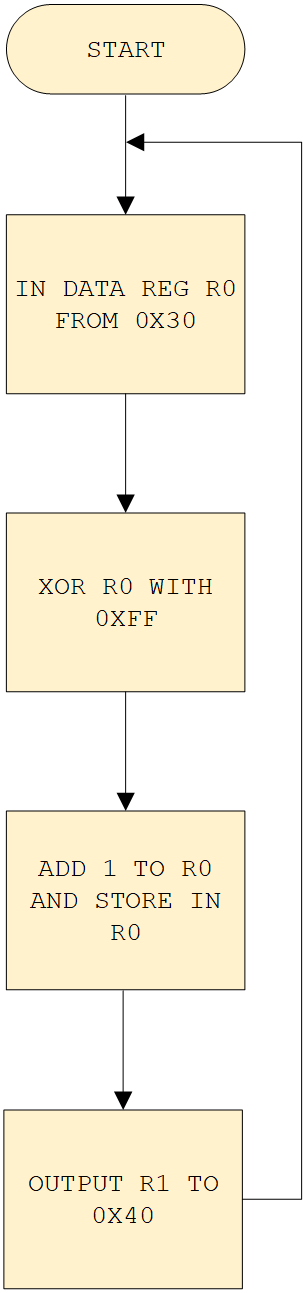 START
IN DATA REG R0
FROM 0X30
XOR R0 WITH
0XFF
ADD 1 TO R0
AND STORE IN
R0
OUTPUT R1 TO
0X40